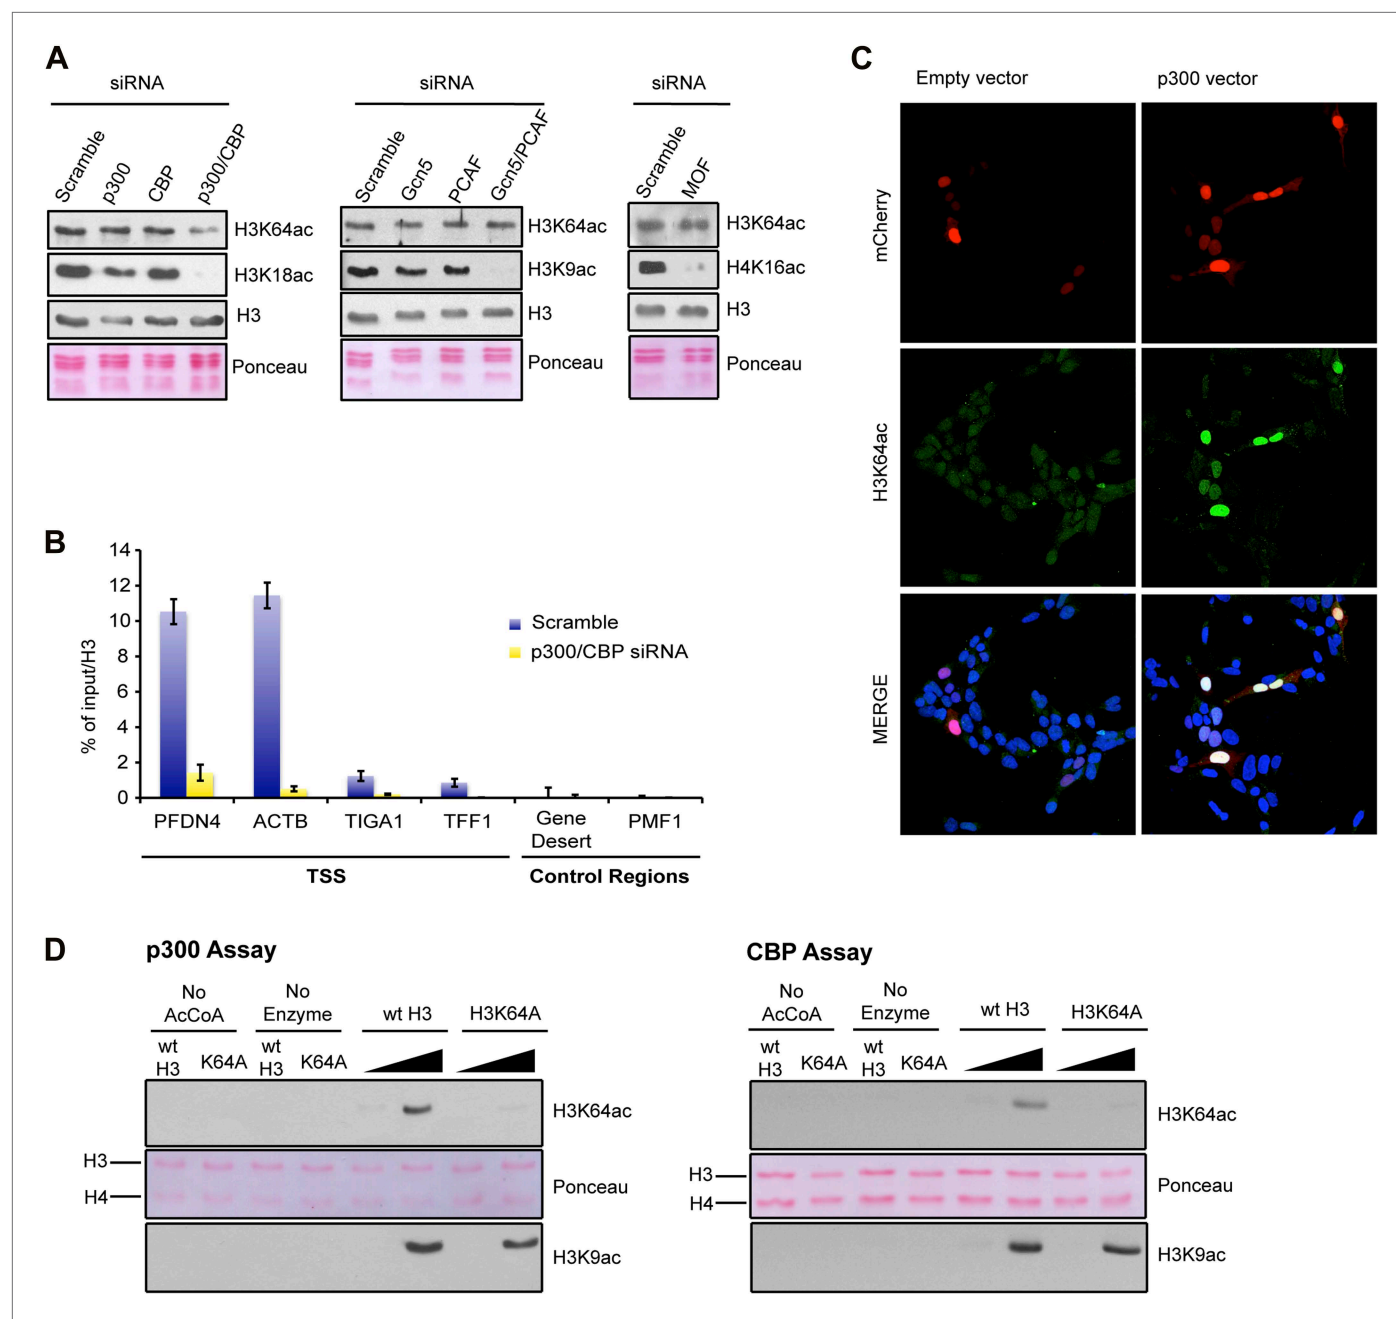 A
siRNA
Scramble
p300
CBP
p300/CBP
H3K64ac
H3K18ac
H3
Ponceau
siRNA
Scramble
Gcn5
PCAF
Gcn5/PCAF
H3K64ac
H3K9ac
H3
Ponceau
siRNA
Scramble
MOF
H3K64ac
H4K16ac
H3
Ponceau
B
% of input/H3
14
12
10
8
6
4
2
0
Scramble
p300/CBP siRNA
PFDN4
ACTB
TIGA1
TFF1
Gene
Desert
PMF1
TSS
Control Regions
C
Empty vector
p300 vector
mCherry
H3K64ac
MERGE
D
p300 Assay
No
AcCoA
No
Enzyme
wt H3
H3K64A
wt
H3
K64A
wt
H3
K64A
H3K64ac
H3
H4
Ponceau
H3K9ac
CBP Assay
No
AcCoA
No
Enzyme
wt H3
H3K64A
wt
H3
K64A
wt
H3
K64A
H3K64ac
H3
H4
Ponceau
H3K9ac